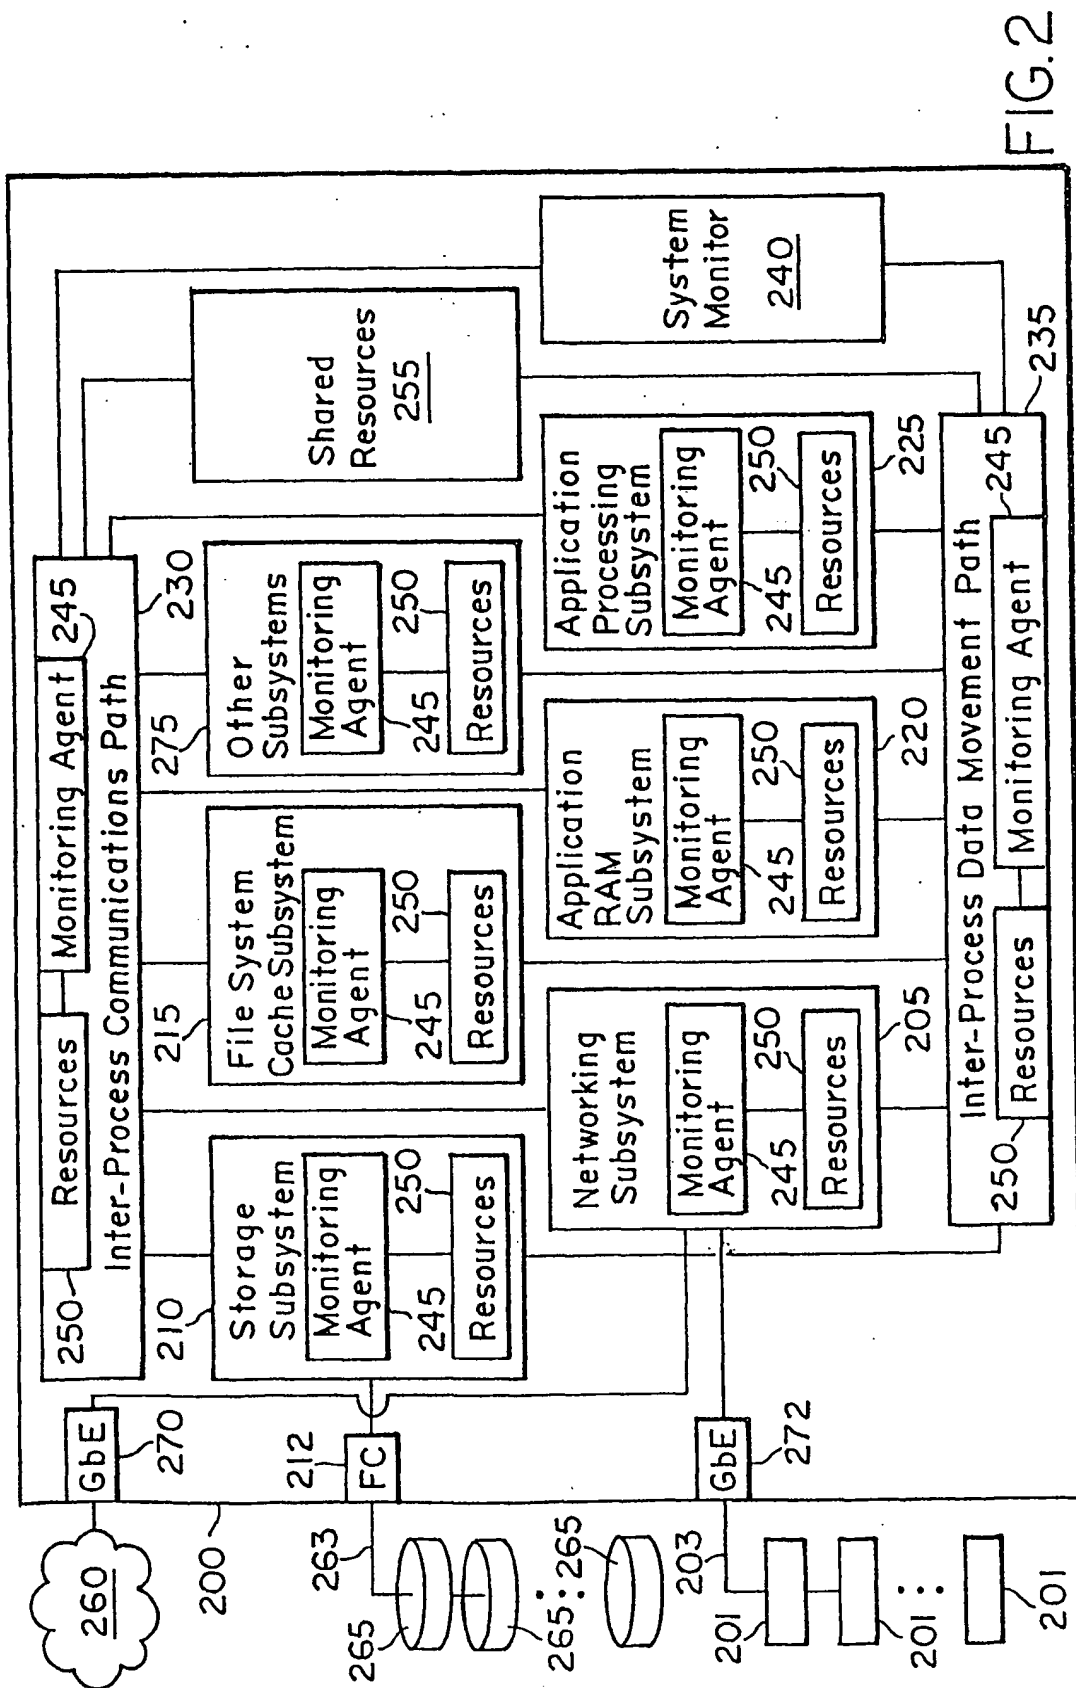 260
GbE
270
200
250
Resources
Monitoring Agent
245
Inter-Process Communications Path
230
210
Storage
Subsystem
Monitoring
Agent
250
245
Resources
215
File System
Cache Subsystem
Monitoring
Agent
250
245
Resources
275
Other
Subsystems
Monitoring
Agent
250
245
Resources
Shared
Resources
255
212
FC
263
265
265
265
Networking
Subsystem
Monitoring
Agent
250
245
Resources
205
Application
RAM
Subsystem
Monitoring
Agent
250
245
Resources
220
Application
Processing
Subsystem
Monitoring
Agent
250
245
Resources
225
System
Monitor
240
GbE
272
203
201
201
201
Inter-Process Data Movement Path
235
250
Resources
Monitoring Agent
245
FIG.2